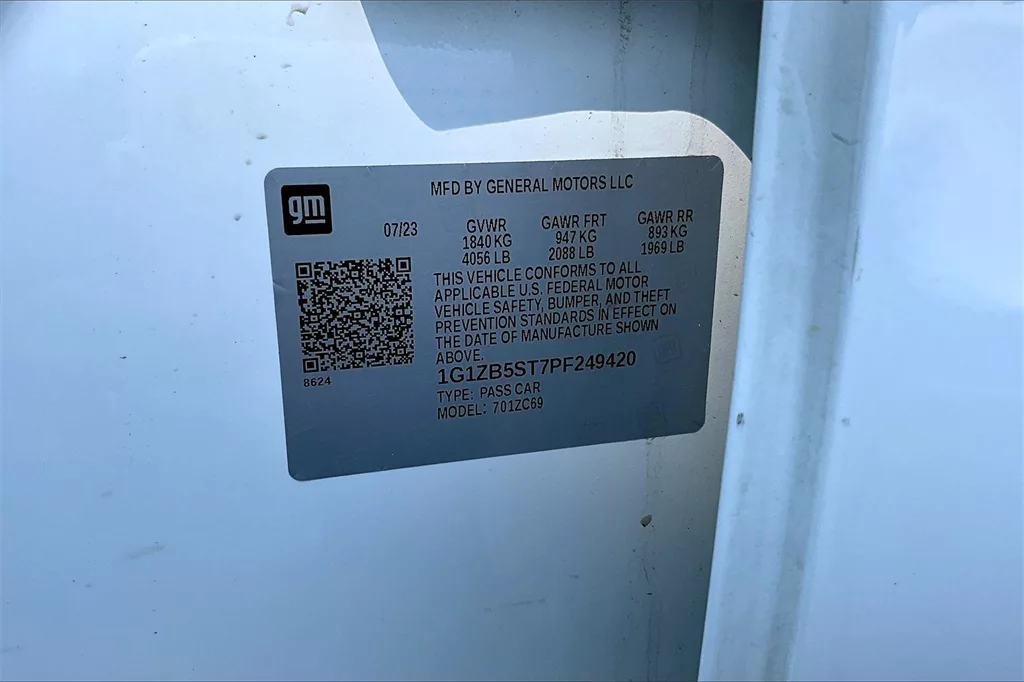 gm
MFD BY GENERAL MOTORS LLC
07/23 GVWR GAWR FRT GAWR RR
1840 KG 947 KG 893 KG
4056 LB 2088 LB 1969 LB
THIS VEHICLE CONFORMS TO ALL
APPLICABLE U.S. FEDERAL MOTOR
VEHICLE SAFETY, BUMPER, AND THEFT
PREVENTION STANDARDS IN EFFECT ON
THE DATE OF MANUFACTURE SHOWN
ABOVE.
8624
1G1ZB5ST7PF249420
TYPE: PASS CAR
MODEL: 701ZC69